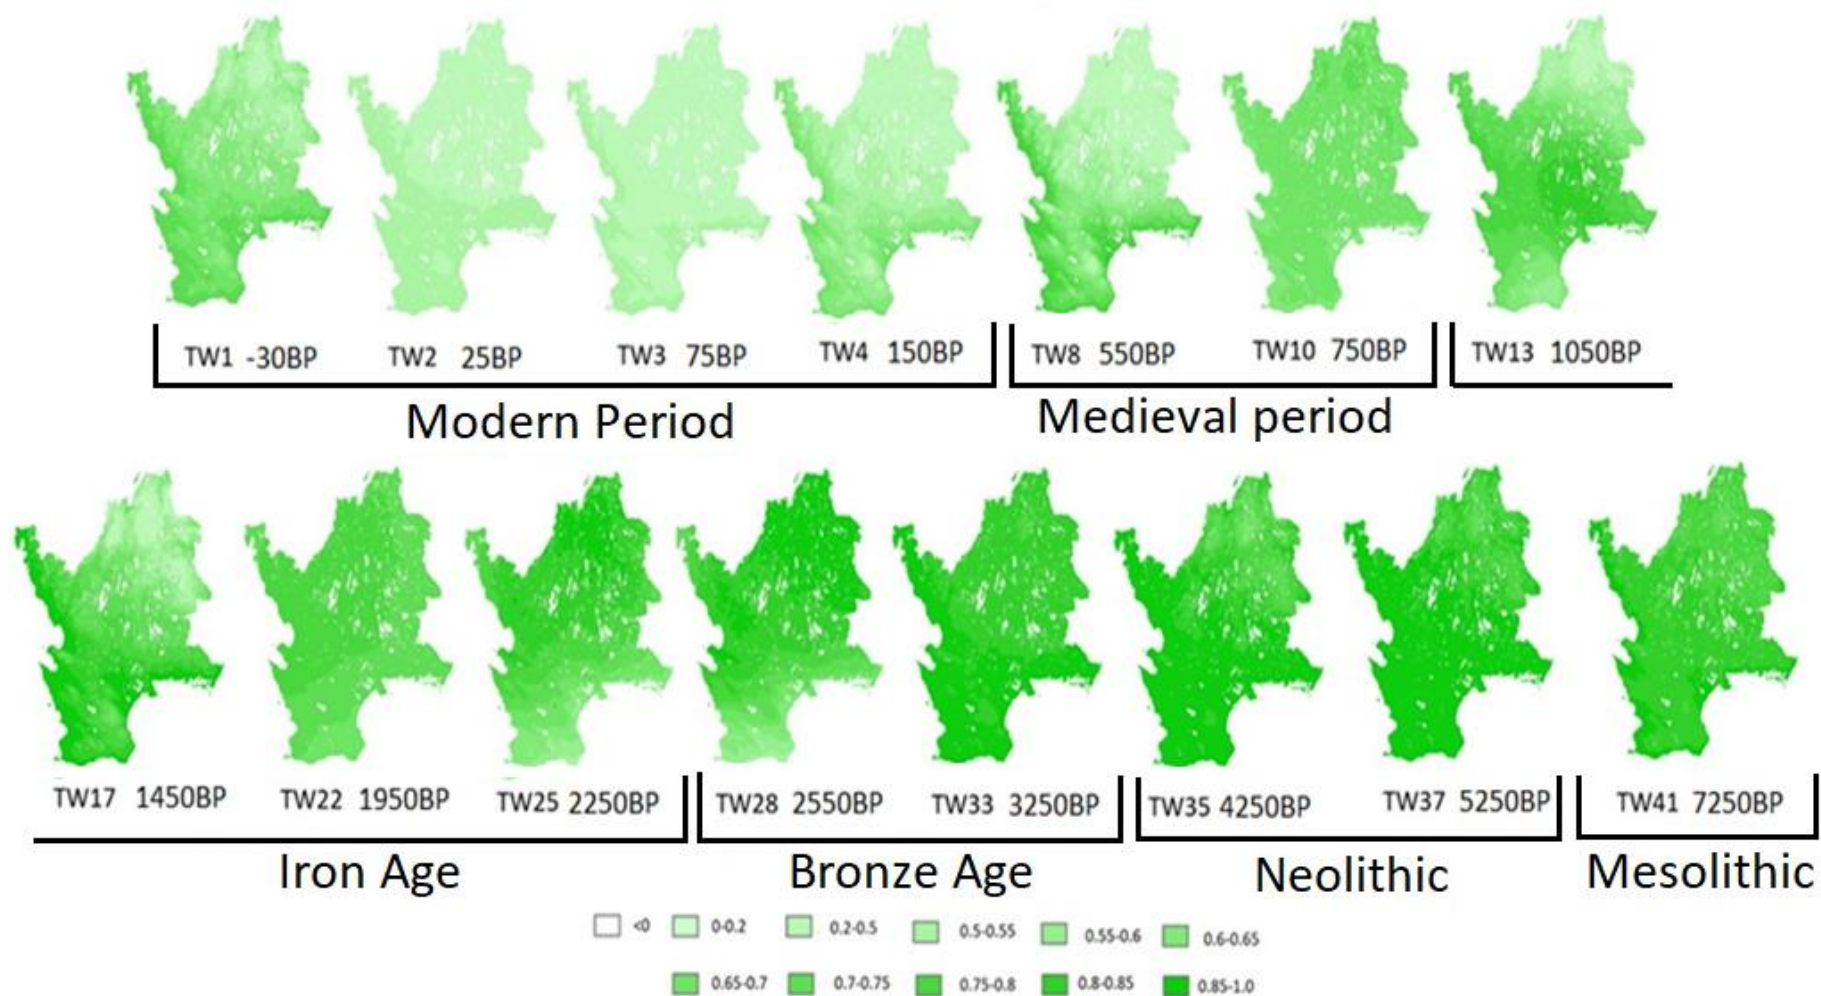 TW1 -30BP TW2 25BP TW3 75BP TW4 150BP TW8 550BP TW10 750BP TW13 1050BP
Modern Period Medieval period
TW17 1450BP TW22 1950BP TW25 2250BP TW28 2550BP TW33 3250BP TW35 4250BP TW37 5250BP TW41 7250BP
Iron Age Bronze Age Neolithic Mesolithic
<0 0-0.2 0.2-0.5 0.5-0.55 0.55-0.6 0.6-0.65
0.65-0.7 0.7-0.75 0.75-0.8 0.8-0.85 0.85-1.0